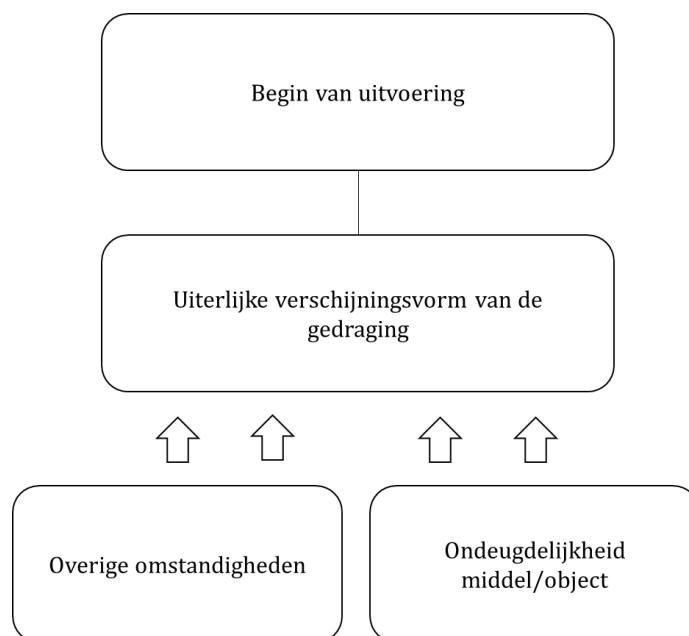 Begin van uitvoering
Uiterlijke verschijningsvorm van de
gedraging
Overige omstandigheden
Ondeugdelijkheid
middel/object